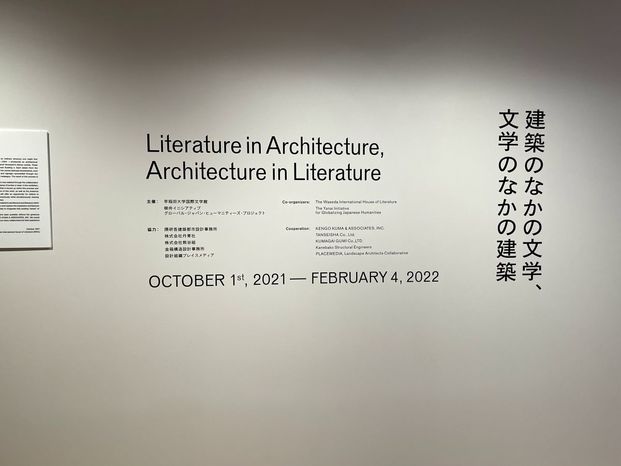 Literature in Architecture,
Architecture in Literature
建築のなかの文学、
文学のなかの建築
主催：
早稲田大学国際文学館
柳井イニシアティブ
グローバル・ジャパン・ヒューマニティーズ・プロジェクト
Co-organizers:
The Waseda International House of Literature
The Yanai Initiative
for Globalizing Japanese Humanities
協力：
隈研吾建築都市設計事務所
株式会社丹青社
株式会社熊谷組
金箱構造設計事務所
設計組織プレイスメディア
Cooperation:
KENGO KUMA & ASSOCIATES, INC.
TANSEISHA Co., Ltd.
KUMAGAI GUMI Co., LTD.
Kanebako Structural Engineers
PLACEMEDIA, Landscape Architects Collaborative
OCTOBER 1st, 2021 — FEBRUARY 4, 2022